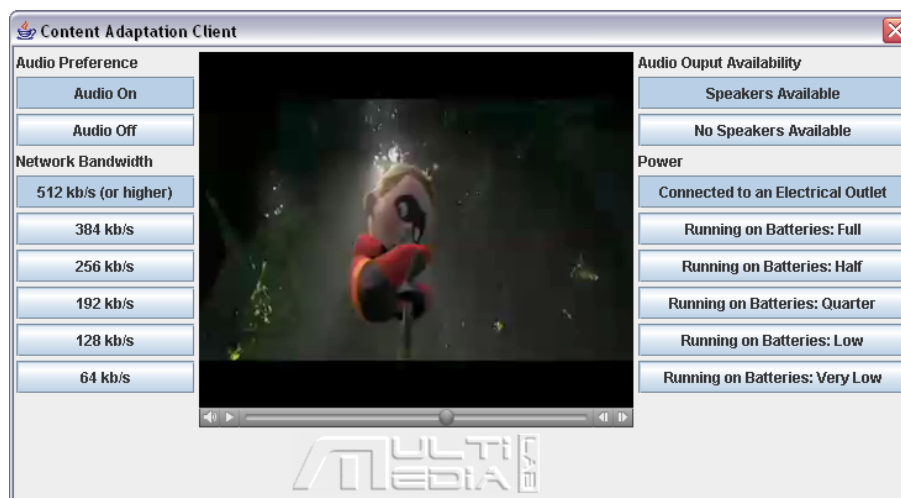 Content Adaptation Client
Audio Preference
Audio On
Audio Off
Network Bandwidth
512 kb/s (or higher)
384 kb/s
256 kb/s
192 kb/s
128 kb/s
64 kb/s
Audio Ouput Availability
Speakers Available
No Speakers Available
Power
Connected to an Electrical Outlet
Running on Batteries: Full
Running on Batteries: Half
Running on Batteries: Quarter
Running on Batteries: Low
Running on Batteries: Very Low
MULTI
MEDIA
LAB